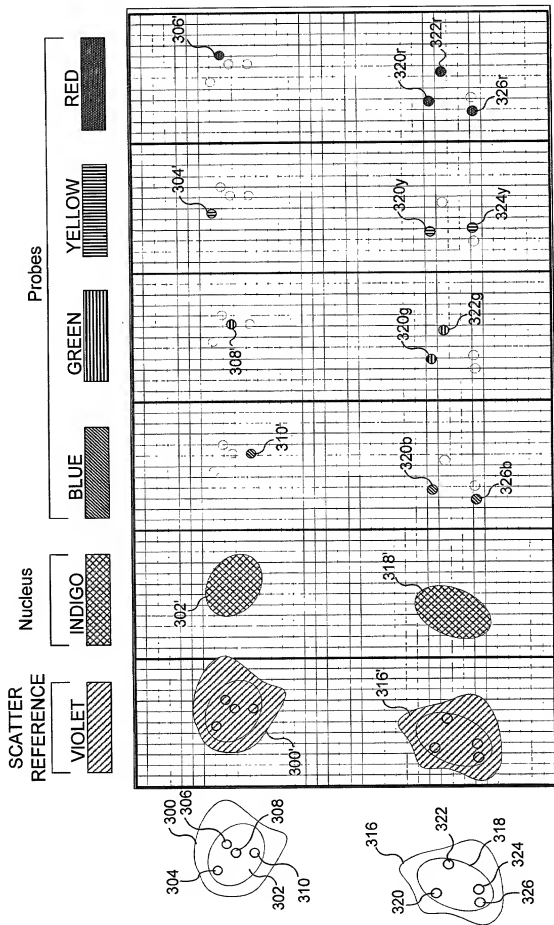 SCATTER REFERENCE
Nucleus
Probes
VIOLET
INDIGO
BLUE
GREEN
YELLOW
RED
300
306
304
308
302
310
300'
302'
310'
308'
304'
306'
316
322
320
318
324
326
316'
318'
320b
326b
320g
322g
320y
324y
320r
322r
326r